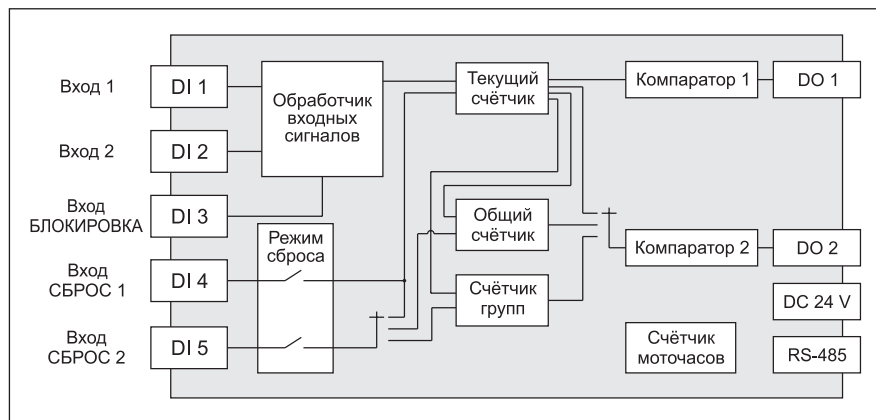 Вход 1
DI 1
Обработчик
входных
сигналов
Текущий
счётчик
Компаратор 1
DO 1
Вход 2
DI 2
Вход
БЛОКИРОВКА
DI 3
Общий
счётчик
Режим
сброса
Компаратор 2
DO 2
Вход
СБРОС 1
DI 4
Счётчик
групп
DC 24 V
Вход
СБРОС 2
DI 5
Счётчик
моточасов
RS-485